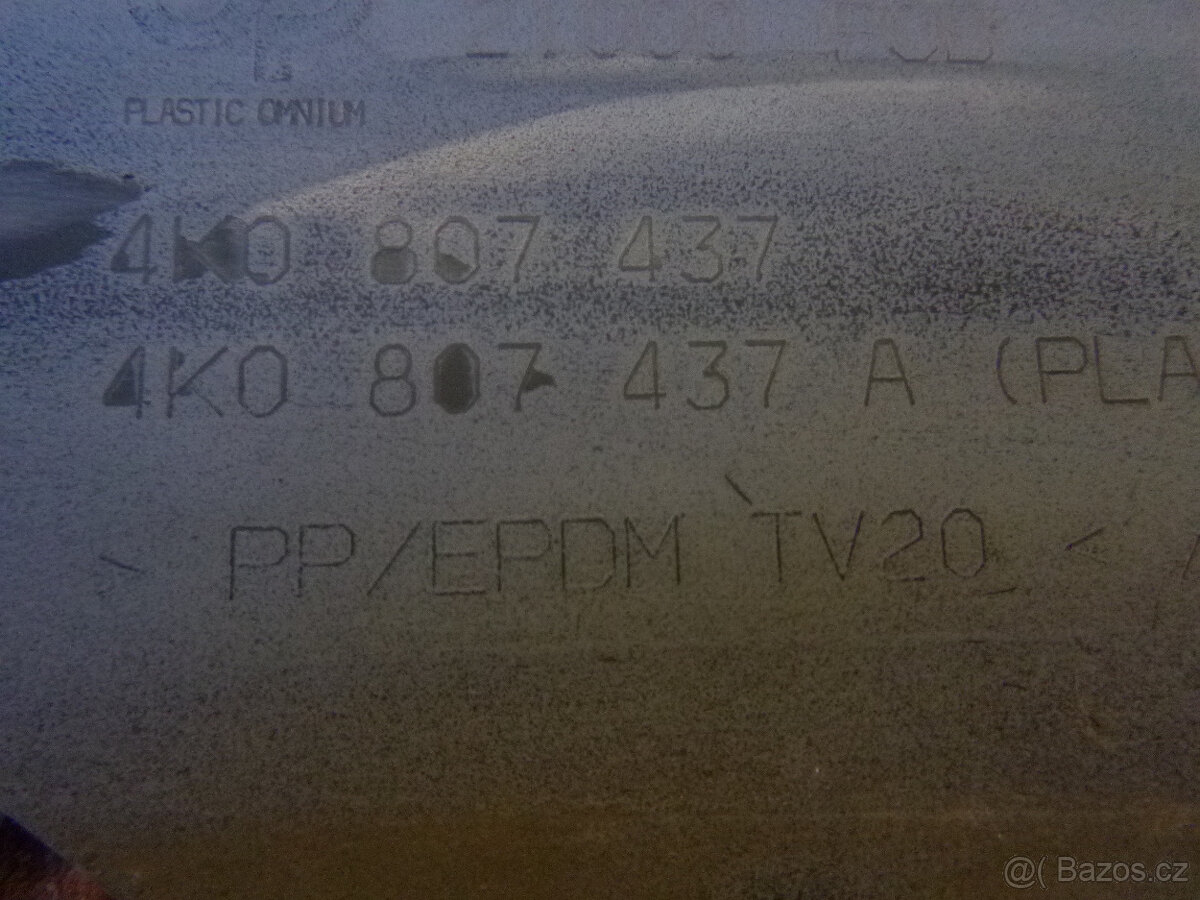 PLASTIC OMNIUM
4K0 807 437
4K0 807 437 A (PLA
> PP/EPDM TV20 <
@( Bazos.cz